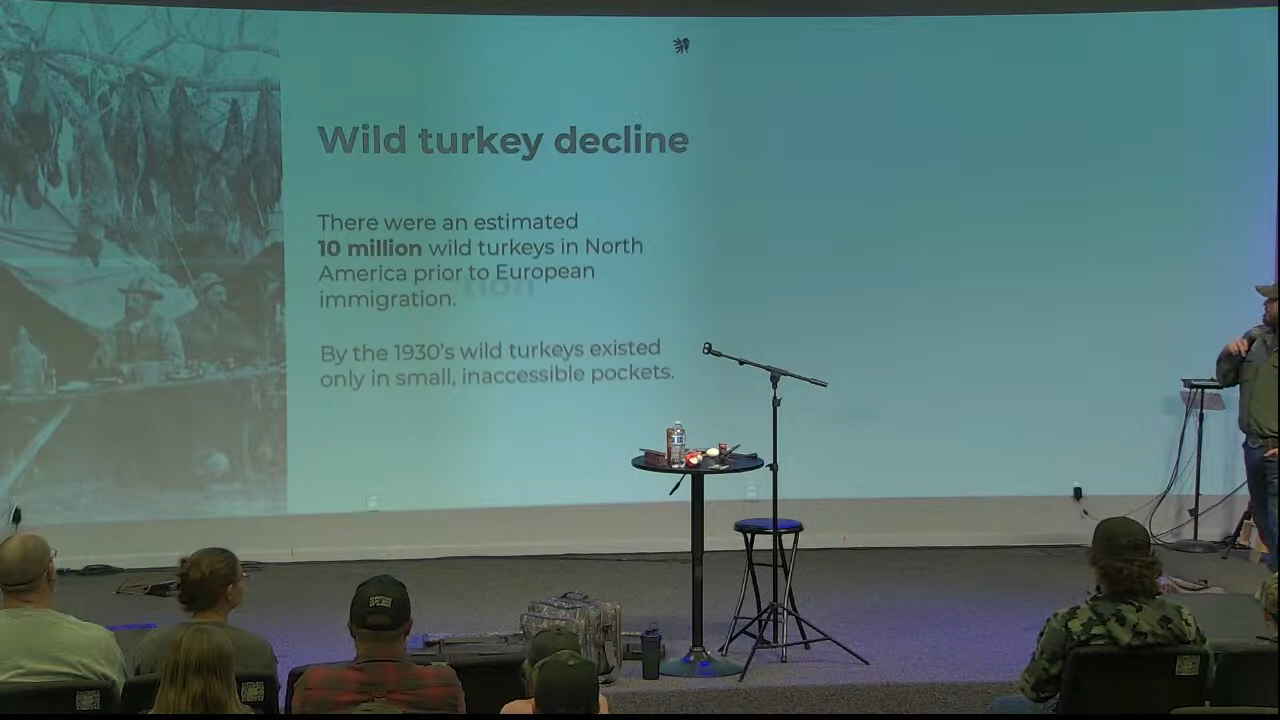 Wild turkey decline
There were an estimated
10 million wild turkeys in North
America prior to European
immigration.
By the 1930's wild turkeys existed
only in small, inaccessible pockets.